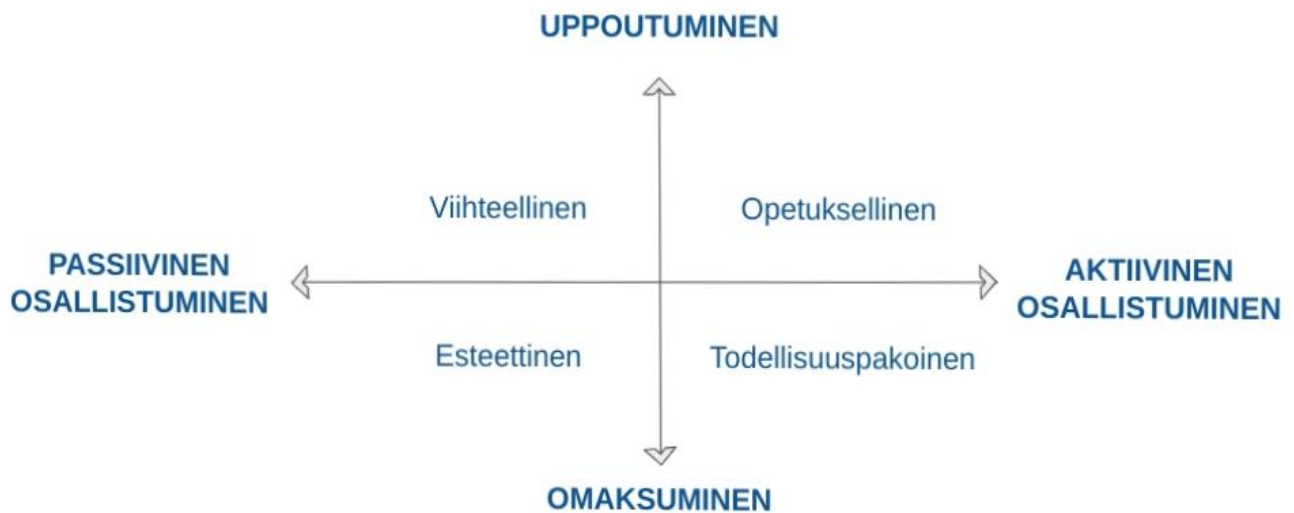 UPPOUTUMINEN
Viihteellinen
Opetuksellinen
PASSIIVINEN
OSALLISTUMINEN
AKTIIVINEN
OSALLISTUMINEN
Esteettinen
Todellisuuspakoinen
OMAKSUMINEN